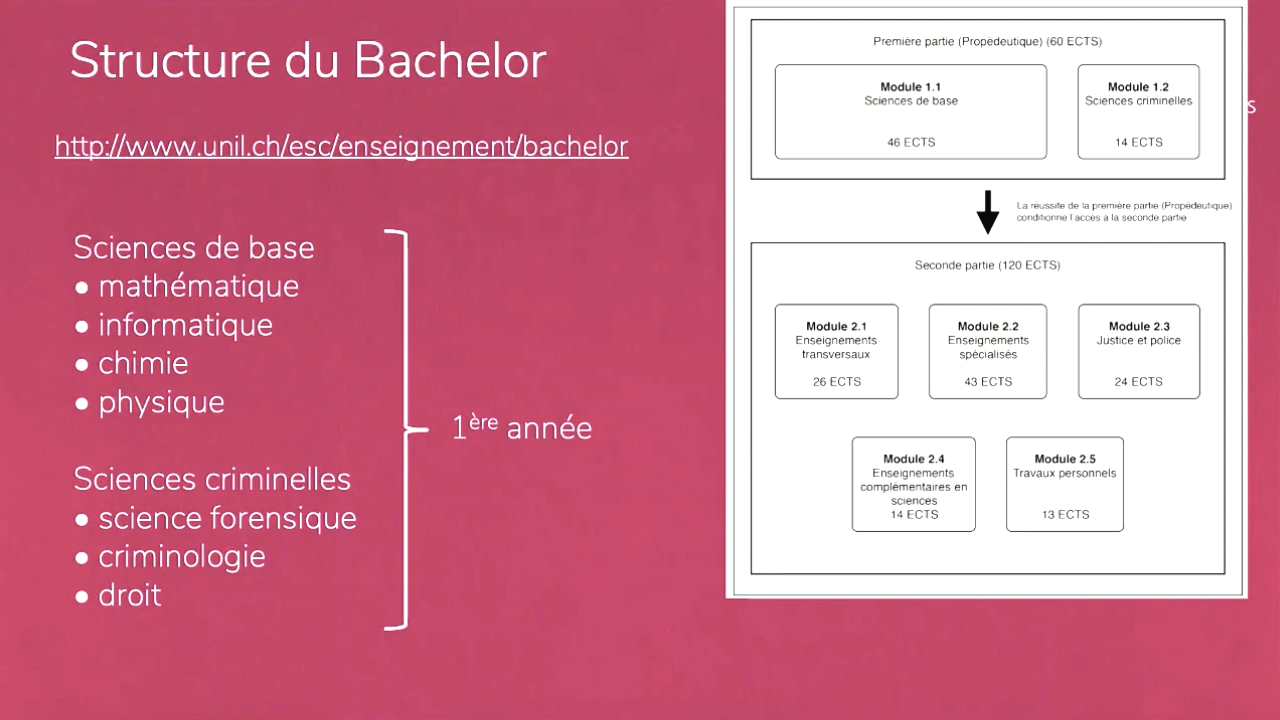 Structure du Bachelor
http://www.unil.ch/esc/enseignement/bachelor
Sciences de base
• mathématique
• informatique
• chimie
• physique
Sciences criminelles
• science forensique
• criminologie
• droit
1ère année
Première partie (Propédeutique) (60 ECTS)
Module 1.1
Sciences de base
46 ECTS
Module 1.2
Sciences criminelles
14 ECTS
La réussite de la première partie (Propédeutique)
conditionne l'accès à la seconde partie
Seconde partie (120 ECTS)
Module 2.1
Enseignements
transversaux
26 ECTS
Module 2.2
Enseignements
spécialisés
43 ECTS
Module 2.3
Justice et police
24 ECTS
Module 2.4
Enseignements
complémentaires en
sciences
14 ECTS
Module 2.5
Travaux personnels
13 ECTS